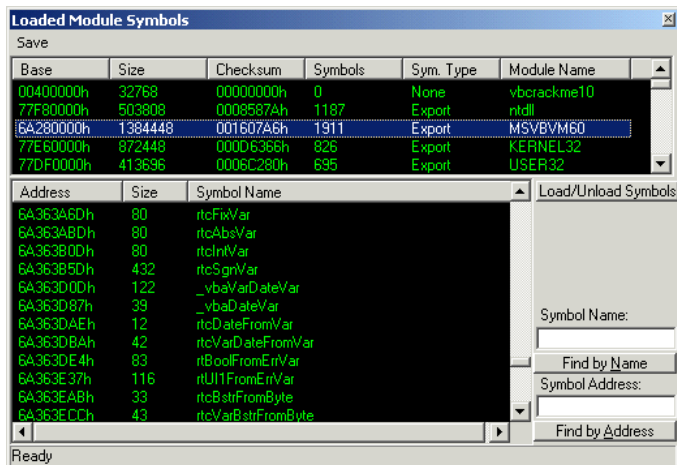 Loaded Module Symbols
Save
Base Size Checksum Symbols Sym. Type Module Name
00400000h 32768 00000000h 0 None vbcrackme10
77F80000h 503808 0008587Ah 1187 Export ntdll
6A280000h 1384448 001607A6h 1911 Export MSVBVM60
77E60000h 872448 000D6366h 826 Export KERNEL32
77DF0000h 413696 0006C280h 695 Export USER32
Address Size Symbol Name
6A363A6Dh 80 rtcFixVar
6A363ABDh 80 rtcAbsVar
6A363B0Dh 80 rtcIntVar
6A363B5Dh 432 rtcSgnVar
6A363D0Dh 122 _vbaVarDateVar
6A363D87h 39 _vbaDateVar
6A363DAEh 12 rtcDateFromVar
6A363DBAh 42 rtcVarDateFromVar
6A363DE4h 83 rtBoolFromErrVar
6A363E37h 116 rtUI1FromErrVar
6A363EABh 33 rtcBstrFromByte
6A363ECCh 43 rtcVarBstrFromByte
Load/Unload Symbols
Symbol Name:
Find by Name
Symbol Address:
Find by Address
Ready